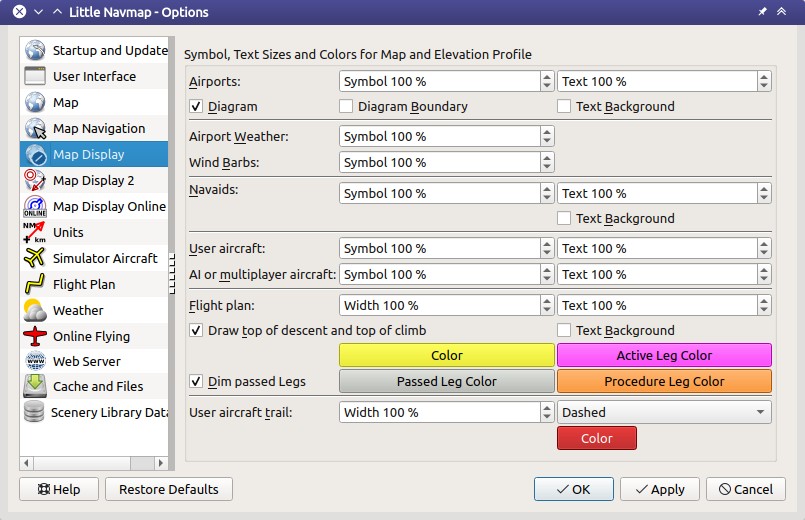 Little Navmap - Options
Startup and Update
User Interface
Map
Map Navigation
Map Display
Map Display 2
Map Display Online
Units
Simulator Aircraft
Flight Plan
Weather
Online Flying
Web Server
Cache and Files
Scenery Library Data
Symbol, Text Sizes and Colors for Map and Elevation Profile
Airports: Symbol 100 % Text 100 %
Diagram Diagram Boundary Text Background
Airport Weather: Symbol 100 %
Wind Barbs: Symbol 100 %
Navaids: Symbol 100 % Text 100 %
Text Background
User aircraft: Symbol 100 % Text 100 %
AI or multiplayer aircraft: Symbol 100 % Text 100 %
Flight plan: Width 100 % Text 100 %
Draw top of descent and top of climb Text Background
Color Active Leg Color
Dim passed Legs Passed Leg Color Procedure Leg Color
User aircraft trail: Width 100 % Dashed
Color
Help Restore Defaults OK Apply Cancel